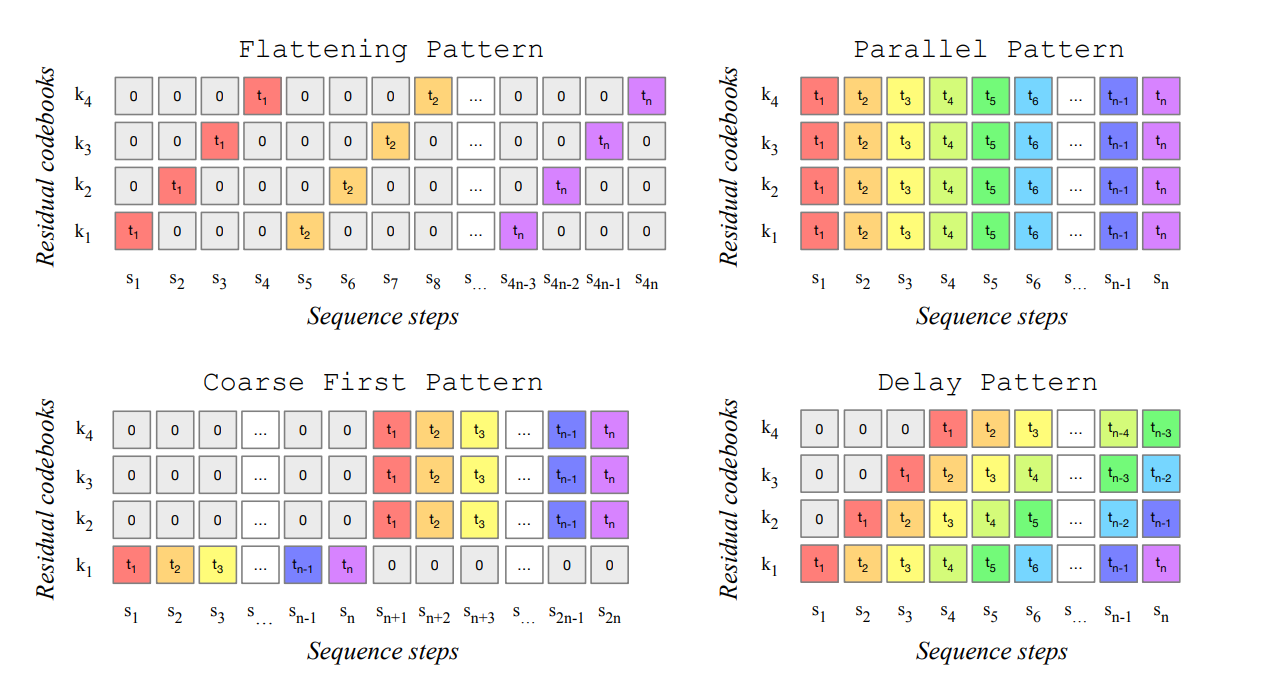 Flattening Pattern
Residual codebooks
k4 0 0 0 t1 0 0 0 t2 ... 0 0 0 tn
k3 0 0 t1 0 0 0 t2 0 ... 0 0 tn 0
k2 0 t1 0 0 0 t2 0 0 ... 0 tn 0 0
k1 t1 0 0 0 t2 0 0 0 ... tn 0 0 0
s1 s2 s3 s4 s5 s6 s7 s8 s... s4n-3 s4n-2 s4n-1 s4n
Sequence steps
Parallel Pattern
Residual codebooks
k4 t1 t2 t3 t4 t5 t6 ... tn-1 tn
k3 t1 t2 t3 t4 t5 t6 ... tn-1 tn
k2 t1 t2 t3 t4 t5 t6 ... tn-1 tn
k1 t1 t2 t3 t4 t5 t6 ... tn-1 tn
s1 s2 s3 s4 s5 s6 s... sn-1 sn
Sequence steps
Coarse First Pattern
Residual codebooks
k4 0 0 0 ... 0 0 t1 t2 t3 ... tn-1 tn
k3 0 0 0 ... 0 0 t1 t2 t3 ... tn-1 tn
k2 0 0 0 ... 0 0 t1 t2 t3 ... tn-1 tn
k1 t1 t2 t3 ... tn-1 tn 0 0 0 ... 0 0
s1 s2 s3 s... sn-1 sn sn+1 sn+2 sn+3 s... s2n-1 s2n
Sequence steps
Delay Pattern
Residual codebooks
k4 0 0 0 t1 t2 t3 ... tn-4 tn-3
k3 0 0 t1 t2 t3 t4 ... tn-3 tn-2
k2 0 t1 t2 t3 t4 t5 ... tn-2 tn-1
k1 t1 t2 t3 t4 t5 t6 ... tn-1 tn
s1 s2 s3 s4 s5 s6 s... sn-1 sn
Sequence steps